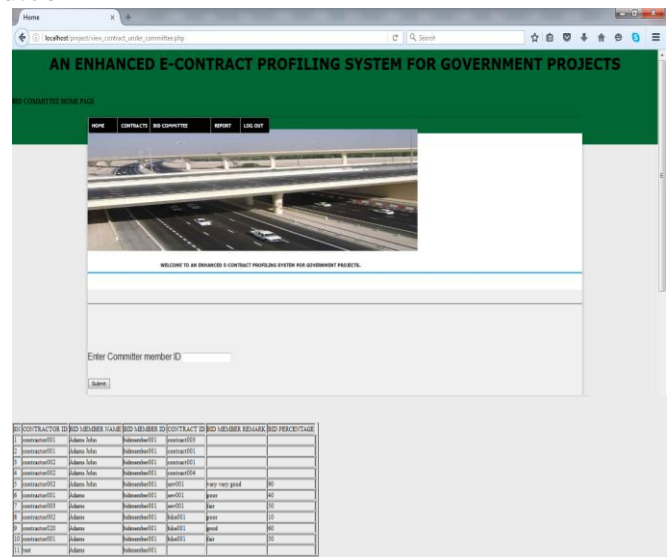 Home
localhost/project/view_contract_under_committee.php
Search
AN ENHANCED E-CONTRACT PROFILING SYSTEM FOR GOVERNMENT PROJECTS
BID COMMITTEE HOME PAGE
HOME CONTRACTS BID COMMITTEE REPORT LOG OUT
WELCOME TO AN ENHANCED E-CONTRACT PROFILING SYSTEM FOR GOVERNMENT PROJECTS.
Enter Committer member ID
Submit
SN CONTRACTOR ID BID MEMBER NAME BID MEMBER ID CONTRACT ID BID MEMBER REMARK BID PERCENTAGE
1 contractor001 Adams John bidmember001 contract003
2 contractor001 Adams John bidmember001 contract001
3 contractor002 Adams John bidmember001 contract001
4 contractor002 Adams John bidmember001 contract004
5 contractor002 Adams John bidmember001 sew001 very very good 90
6 contractor001 Adams bidmember001 sew001 poor 40
7 contractor003 Adams bidmember001 sew001 fair 50
8 contractor002 Adams bidmember001 bike001 poor 10
9 contractor020 Adams bidmember001 bike001 good 60
10 contractor001 Adams bidmember001 bike001 fair 50
11 Adams bidmember001